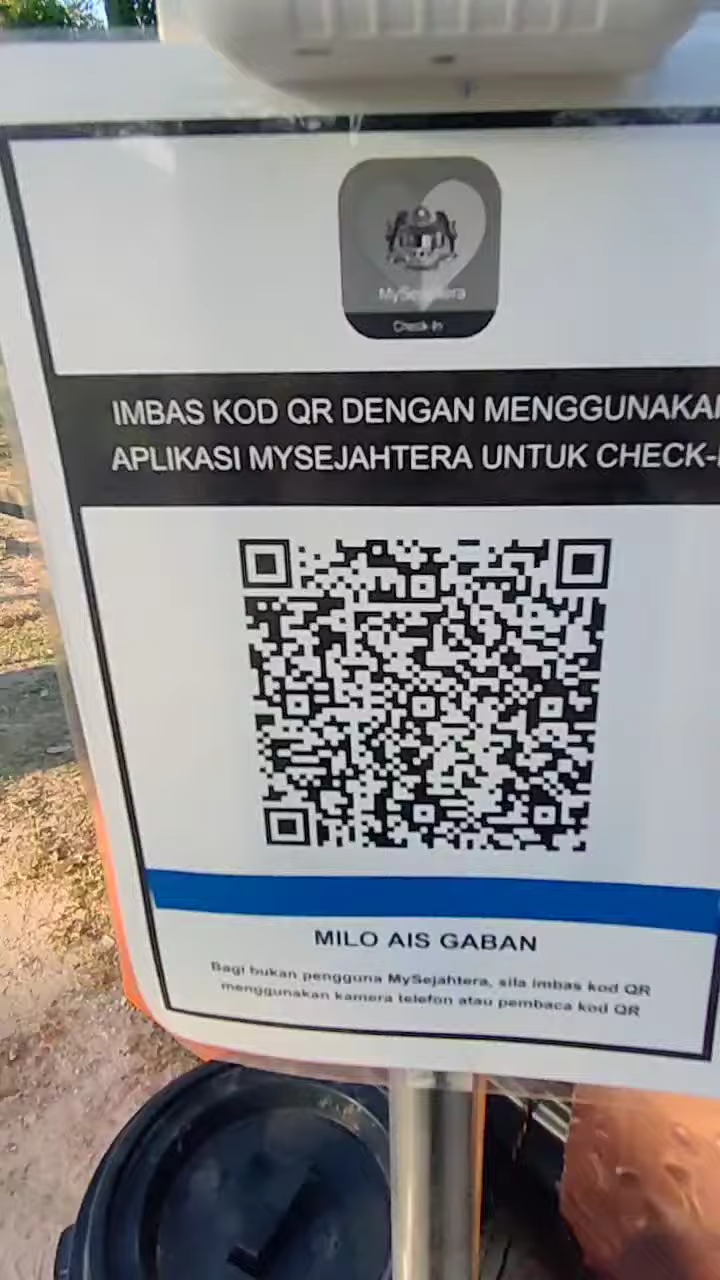 MySejahtera
Check-In
IMBAS KOD QR DENGAN MENGGUNAKAN
APLIKASI MYSEJAHTERA UNTUK CHECK-I
MILO AIS GABAN
Bagi bukan pengguna MySejahtera, sila imbas kod QR
menggunakan kamera telefon atau pembaca kod QR